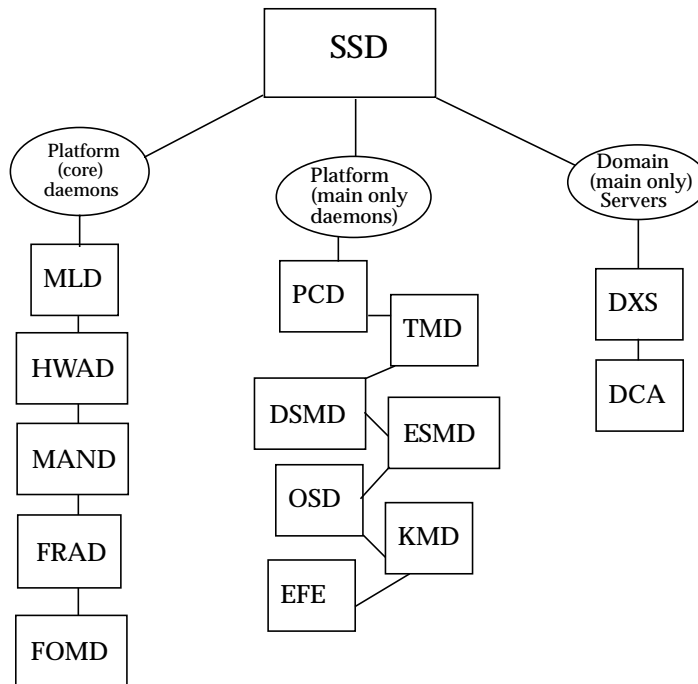 SSD
Platform
(core)
daemons
Platform
(main only
daemons)
Domain
(main only)
Servers
MLD
HWAD
MAND
FRAD
FOMD
PCD
TMD
DSMD
ESMD
OSD
KMD
EFE
DXS
DCA